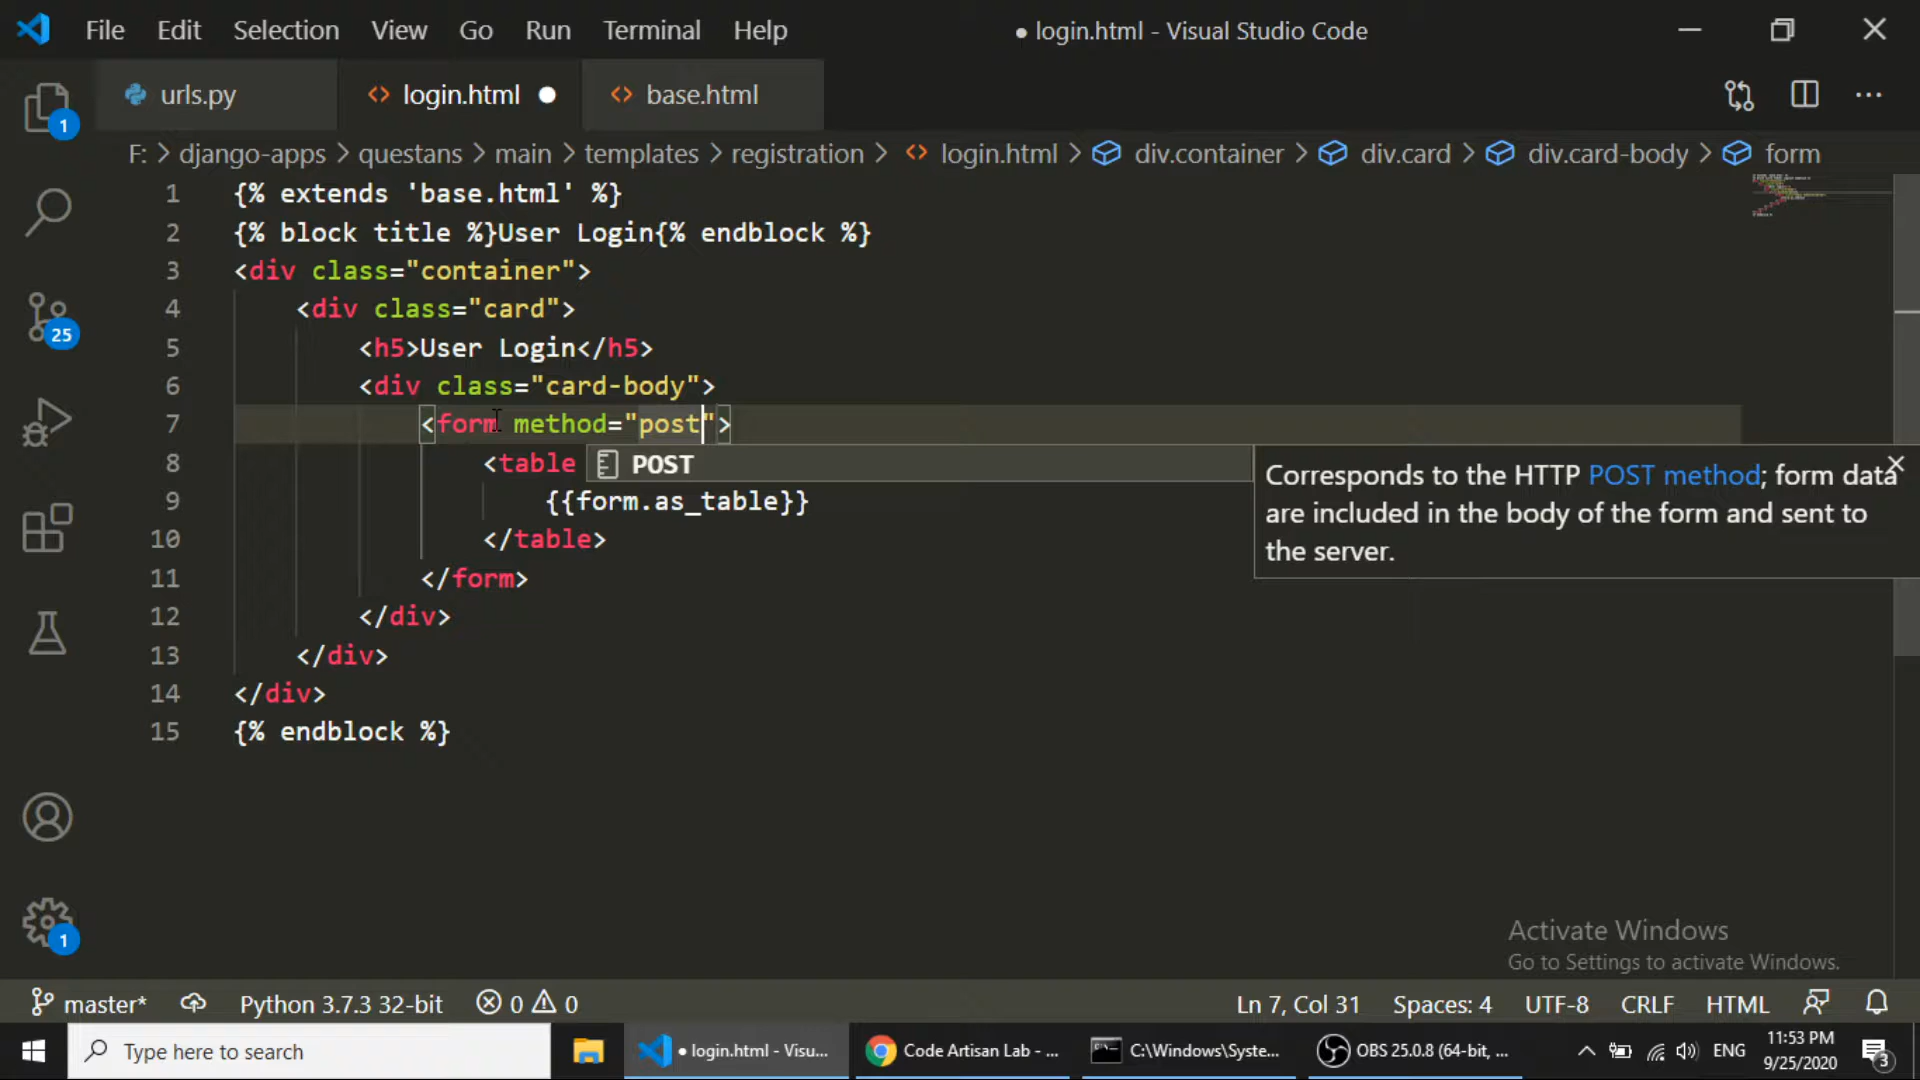 File Edit Selection View Go Run Terminal Help ● login.html - Visual Studio Code
urls.py login.html base.html
F: > django-apps > questans > main > templates > registration > login.html > div.container > div.card > div.card-body > form
1 {% extends 'base.html' %}
2 {% block title %}User Login{% endblock %}
3 <div class="container">
4 <div class="card">
5 <h5>User Login</h5>
6 <div class="card-body">
7 <form method="post">
8 <table
POST
Corresponds to the HTTP POST method; form data
are included in the body of the form and sent to
the server.
9 {{form.as_table}}
10 </table>
11 </form>
12 </div>
13 </div>
14 </div>
15 {% endblock %}
1
25
1
Activate Windows
Go to Settings to activate Windows.
master* Python 3.7.3 32-bit 0 0 Ln 7, Col 31 Spaces: 4 UTF-8 CRLF HTML
Type here to search ● login.html - Visu... Code Artisan Lab - ... C:\Windows\Syste... OBS 25.0.8 (64-bit, ... ENG 11:53 PM
9/25/2020
3